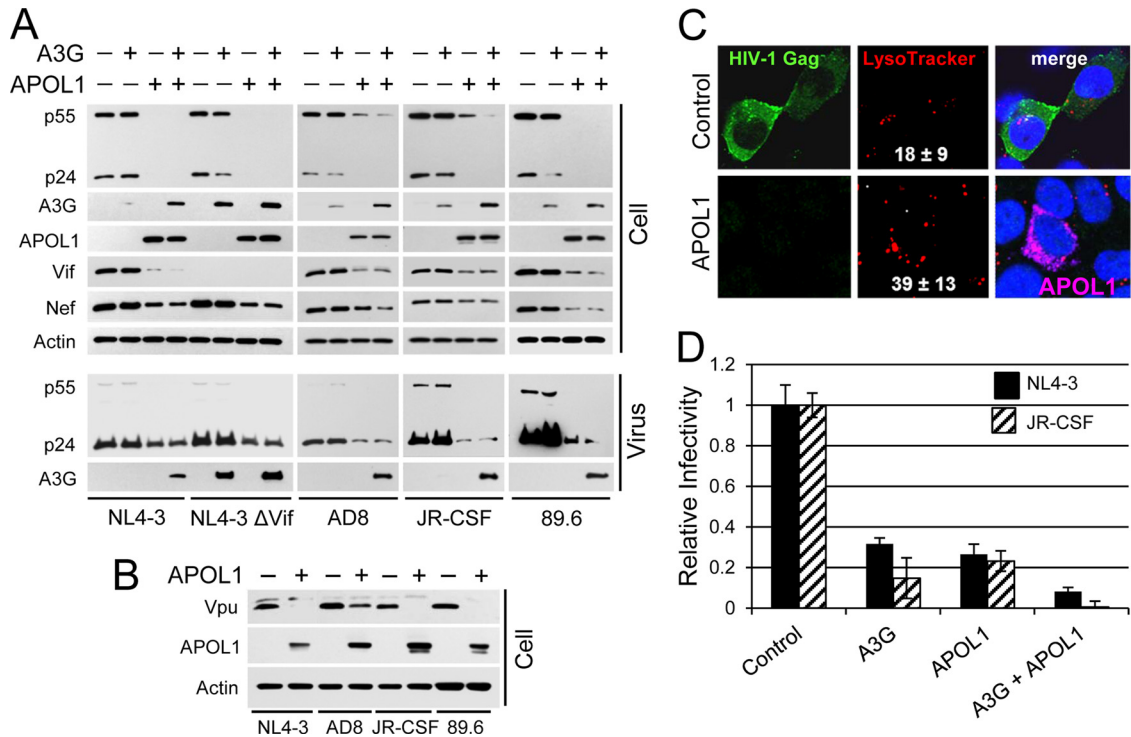 A
A3G − + − + − + − + − + − + − + − + − + − +
APOL1 − − + + − − + + − − + + − − + + − − + +
p55
p24
A3G
APOL1
Vif
Nef
Actin
Cell
p55
p24
A3G
Virus
NL4-3 NL4-3 ΔVif AD8 JR-CSF 89.6
B
APOL1 − + − + − + − +
Vpu
APOL1
Actin
Cell
NL4-3 AD8 JR-CSF 89.6
C
HIV-1 Gag LysoTracker merge
Control
18 ± 9
APOL1
39 ± 13
APOL1
D
Relative Infectivity
1.2
1
0.8
0.6
0.4
0.2
0
NL4-3
JR-CSF
Control A3G APOL1 A3G + APOL1